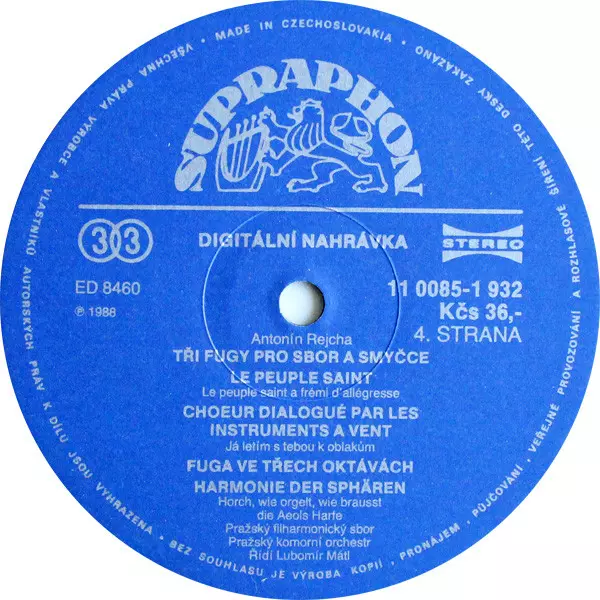 VŠECHNA PRÁVA VÝROBCE A VLASTNÍKŮ AUTORSKÝCH PRÁV K DÍLU JSOU VYHRAZENA • BEZ SOUHLASU JE VÝROBA KOPIÍ • PRONÁJEM • PŮJČOVÁNÍ • VEŘEJNÉ PROVOZOVÁNÍ A ROZHLASOVÉ ŠÍŘENÍ TÉTO DESKY ZAKÁZÁNO • MADE IN CZECHOSLOVAKIA •
SUPRAPHON
33
DIGITÁLNÍ NAHRÁVKA
STEREO
ED 8460
11 0085-1 932
℗ 1988
Kčs 36,-
4. STRANA
Antonín Rejcha
TŘI FUGY PRO SBOR A SMYČCE
LE PEUPLE SAINT
Le peuple saint a frémi d'allégresse
CHOEUR DIALOGUÉ PAR LES
INSTRUMENTS A VENT
Já letím s tebou k oblakům
FUGA VE TŘECH OKTÁVÁCH
HARMONIE DER SPHÄREN
Horch, wie orgelt, wie braust
die Aeols Harfe
Pražský filharmonický sbor
Pražský komorní orchestr
Řídí Lubomír Mátl